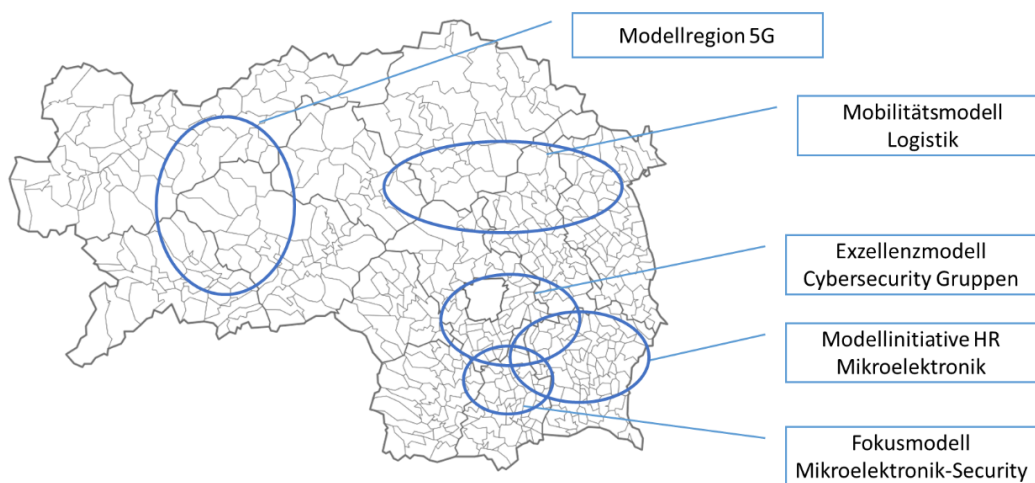 Modellregion 5G
Mobilitätsmodell
Logistik
Exzellenzmodell
Cybersecurity Gruppen
Modellinitiative HR
Mikroelektronik
Fokusmodell
Mikroelektronik-Security